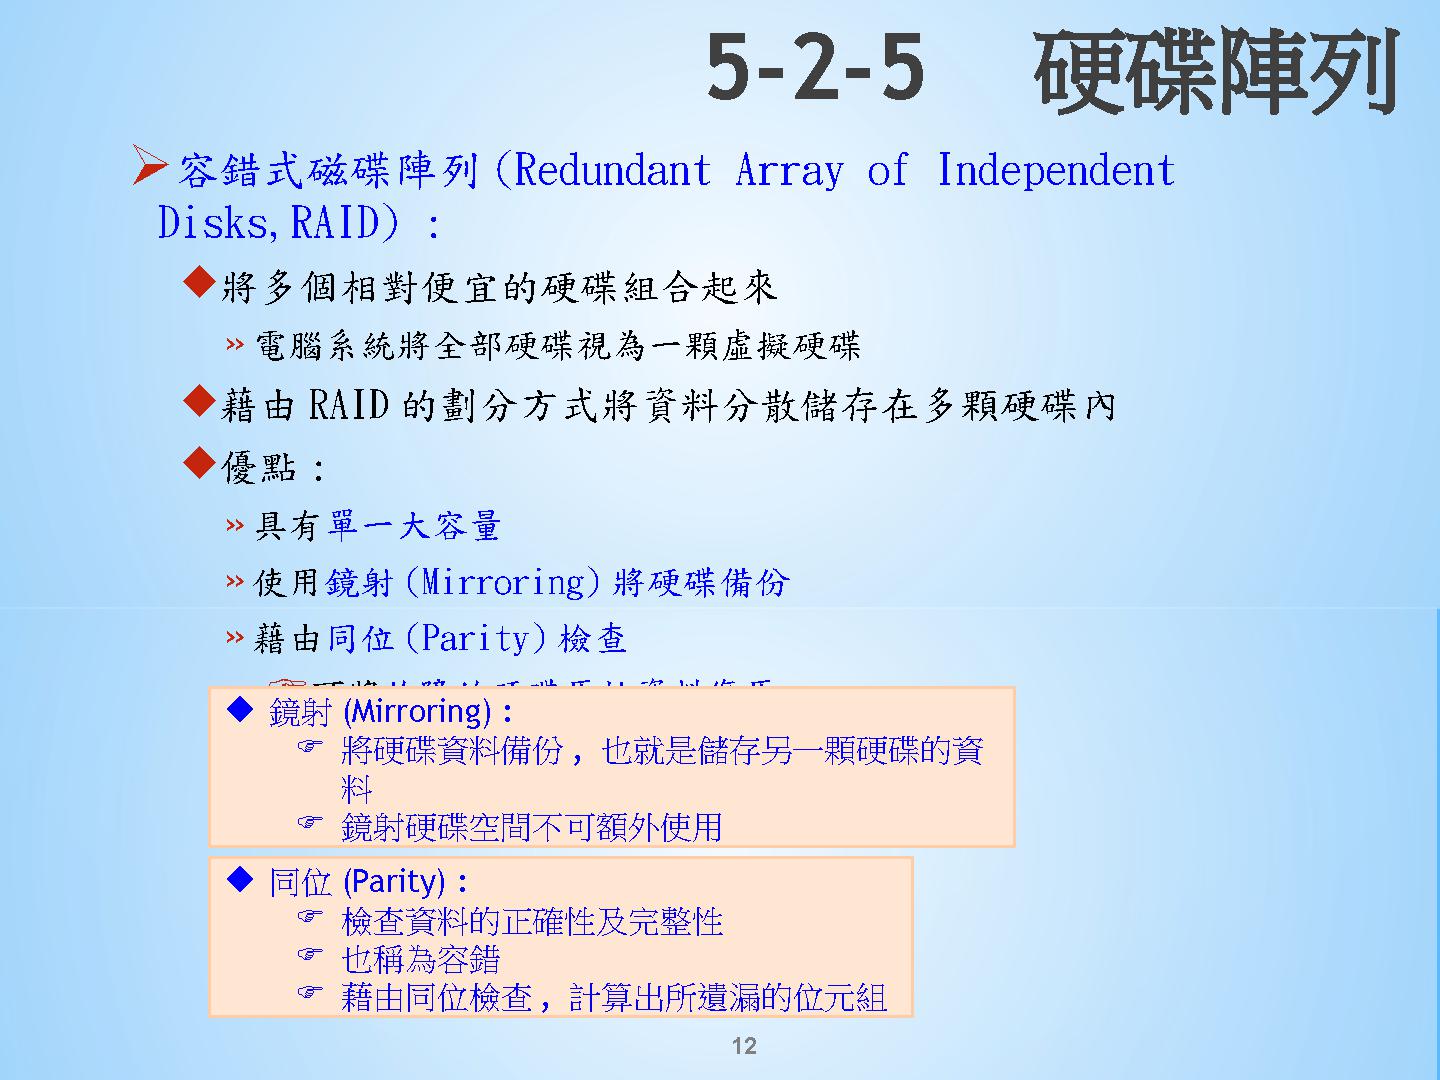 5-2-5 硬碟陣列
容錯式磁碟陣列(Redundant Array of Independent
Disks,RAID)：
將多個相對便宜的硬碟組合起來
» 電腦系統將全部硬碟視為一顆虛擬硬碟
藉由 RAID 的劃分方式將資料分散儲存在多顆硬碟內
優點：
» 具有單一大容量
» 使用鏡射(Mirroring)將硬碟備份
» 藉由同位(Parity)檢查
鏡射 (Mirroring)：
將硬碟資料備份，也就是儲存另一顆硬碟的資
料
鏡射硬碟空間不可額外使用
同位 (Parity)：
檢查資料的正確性及完整性
也稱為容錯
藉由同位檢查，計算出所遺漏的位元組
12